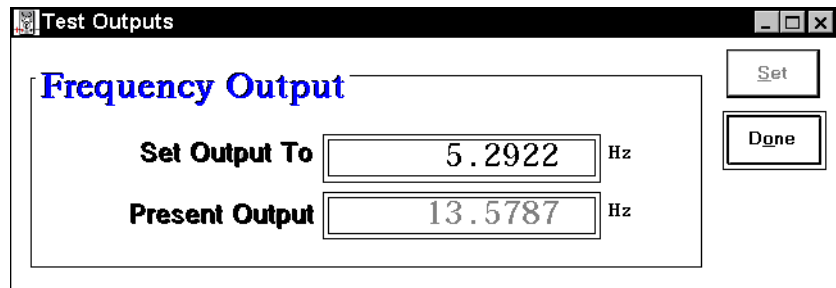 Test Outputs
Set
Frequency Output
Done
Set Output To 5.2922 Hz
Present Output 13.5787 Hz